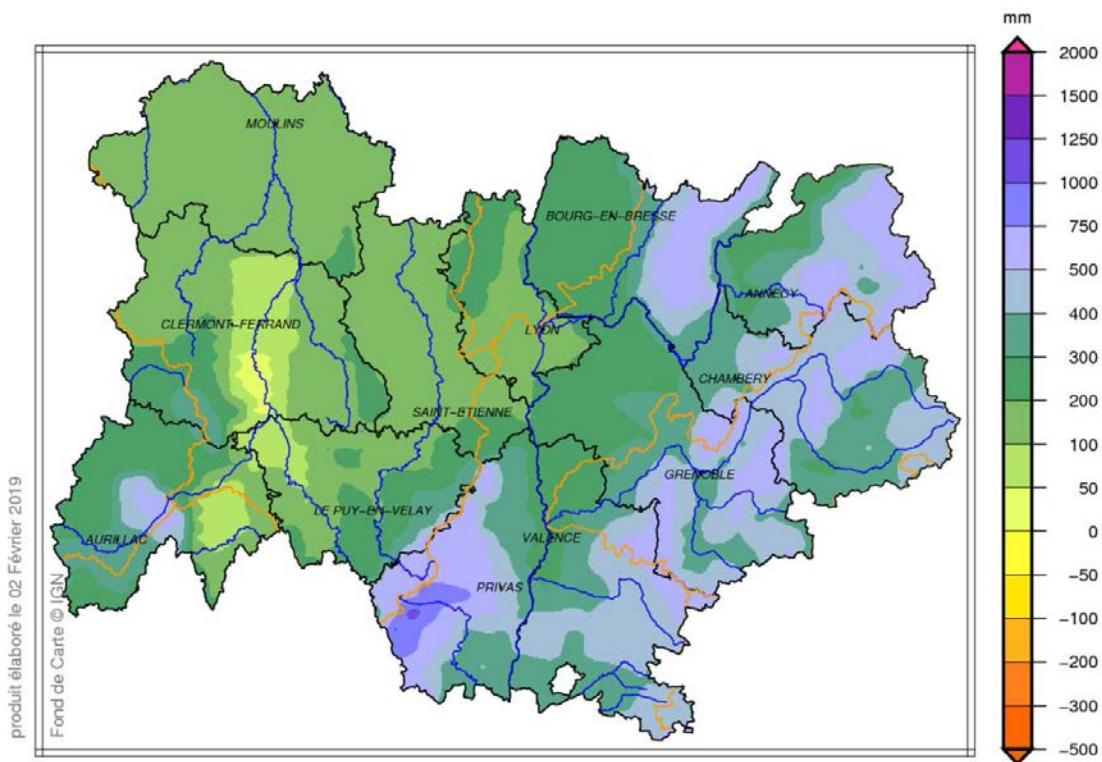 mm
2000
1500
1250
1000
750
500
400
300
200
100
50
0
−50
−100
−200
−300
−500
MOULINS
BOURG−EN−BRESSE
ANNECY
CLERMONT−FERRAND
LYON
CHAMBERY
SAINT−ETIENNE
GRENOBLE
LE PUY−EN−VELAY
AURILLAC
VALENCE
PRIVAS
produit élaboré le 02 Février 2019
Fond de Carte © IGN